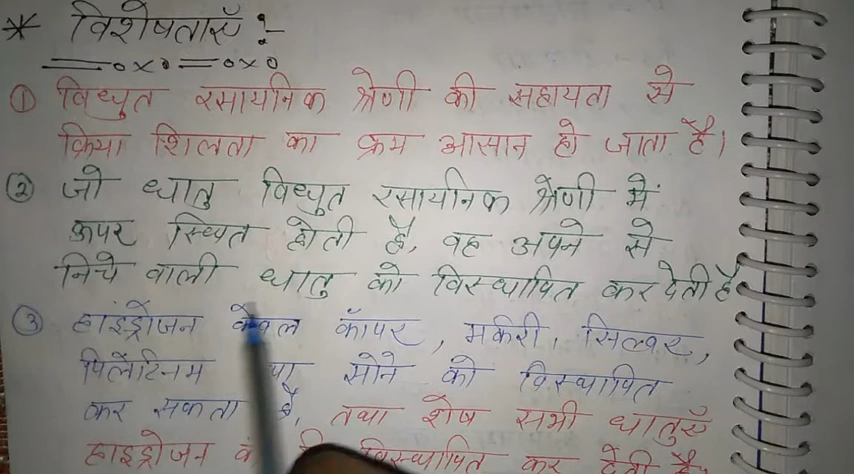 * विशेषताएँ :-
① विध्युत रसायनिक श्रेणी की सहायता से
क्रिया शिलता का क्रम आसान हो जाता है।
② जो धातु विध्युत रसायनिक श्रेणी में
ऊपर स्थित होती है, वह अपने से
निचे वाली धातु को विस्थापित कर देती है
③ हाइड्रोजन केवल कॉपर, मर्करी, सिल्वर,
पिलेटिनम सोने को विस्थापित
कर सकता है, तथा शेष सभी धातुएँ
हाइड्रोजन विस्थापित कर देती है